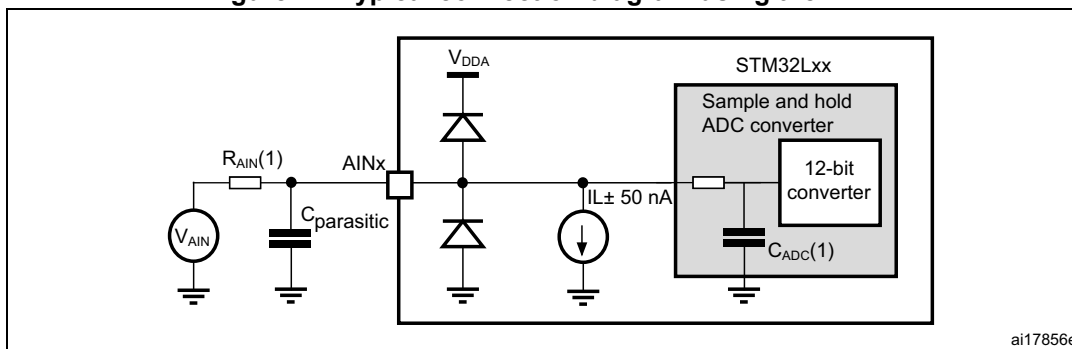 VDDA
STM32Lxx
Sample and hold
ADC converter
RAIN(1)
AINx
12-bit
converter
IL± 50 nA
Cparasitic
VAIN
CADC(1)
ai17856e